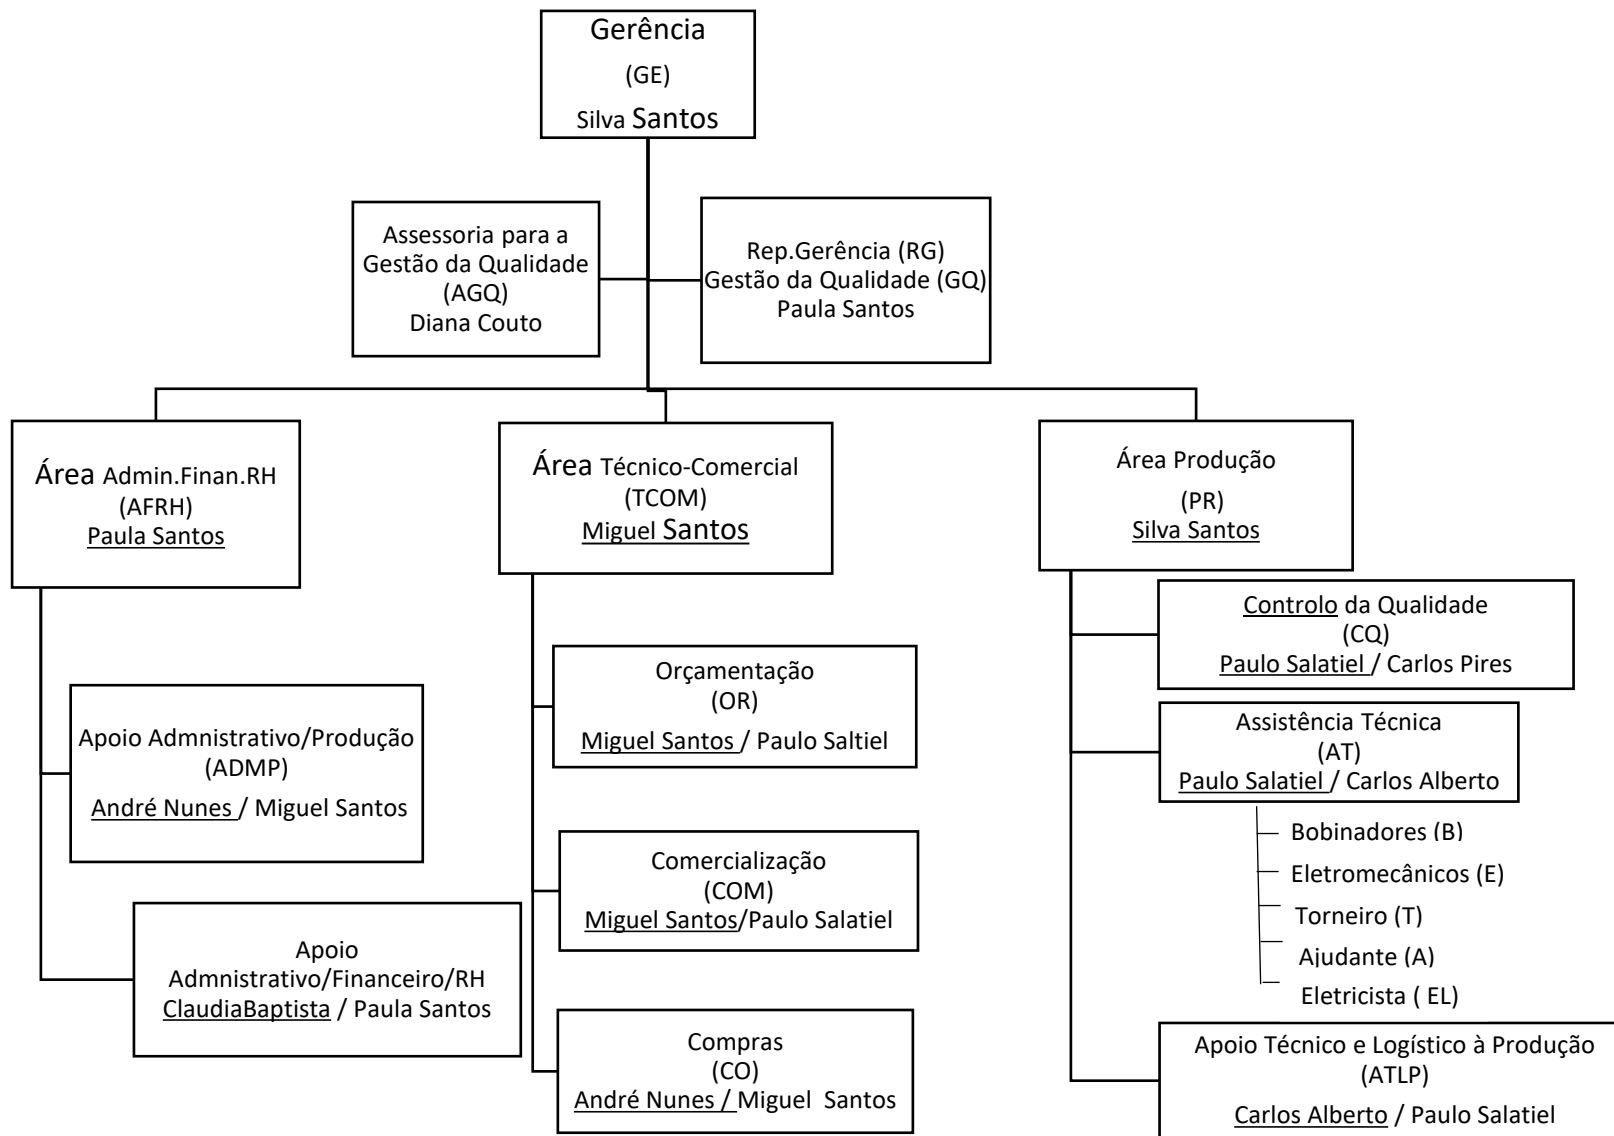 Gerência
(GE)
Silva Santos
Assessoria para a
Gestão da Qualidade
(AGQ)
Diana Couto
Rep.Gerência (RG)
Gestão da Qualidade (GQ)
Paula Santos
Área Admin.Finan.RH
(AFRH)
Paula Santos
Área Técnico-Comercial
(TCOM)
Miguel Santos
Área Produção
(PR)
Silva Santos
Apoio Admnistrativo/Produção
(ADMP)
André Nunes / Miguel Santos
Apoio
Admnistrativo/Financeiro/RH
ClaudiaBaptista / Paula Santos
Orçamentação
(OR)
Miguel Santos / Paulo Saltiel
Comercialização
(COM)
Miguel Santos/Paulo Salatiel
Compras
(CO)
André Nunes / Miguel Santos
Controlo da Qualidade
(CQ)
Paulo Salatiel / Carlos Pires
Assistência Técnica
(AT)
Paulo Salatiel / Carlos Alberto
Bobinadores (B)
Eletromecânicos (E)
Torneiro (T)
Ajudante (A)
Eletricista ( EL)
Apoio Técnico e Logístico à Produção
(ATLP)
Carlos Alberto / Paulo Salatiel